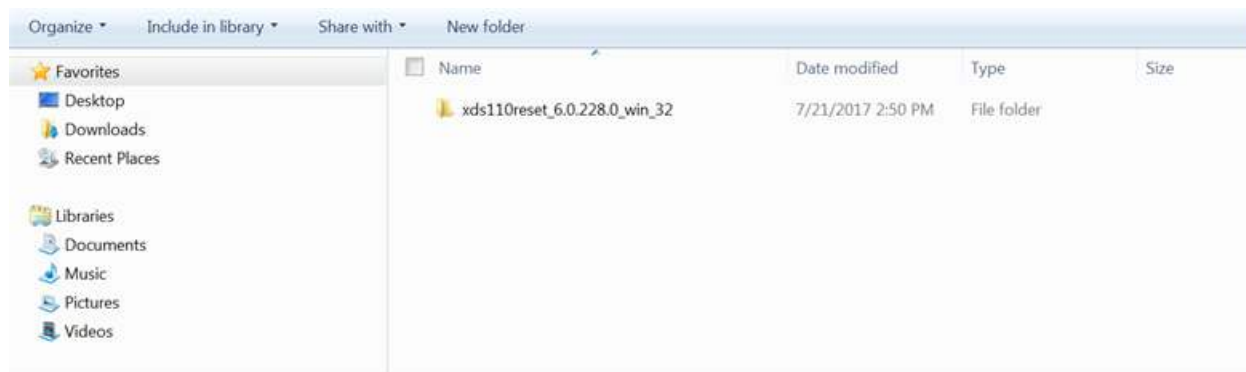 Organize Include in library Share with New folder
Favorites
Desktop
Downloads
Recent Places
Libraries
Documents
Music
Pictures
Videos
Name Date modified Type Size
xds110reset_6.0.228.0_win_32 7/21/2017 2:50 PM File folder